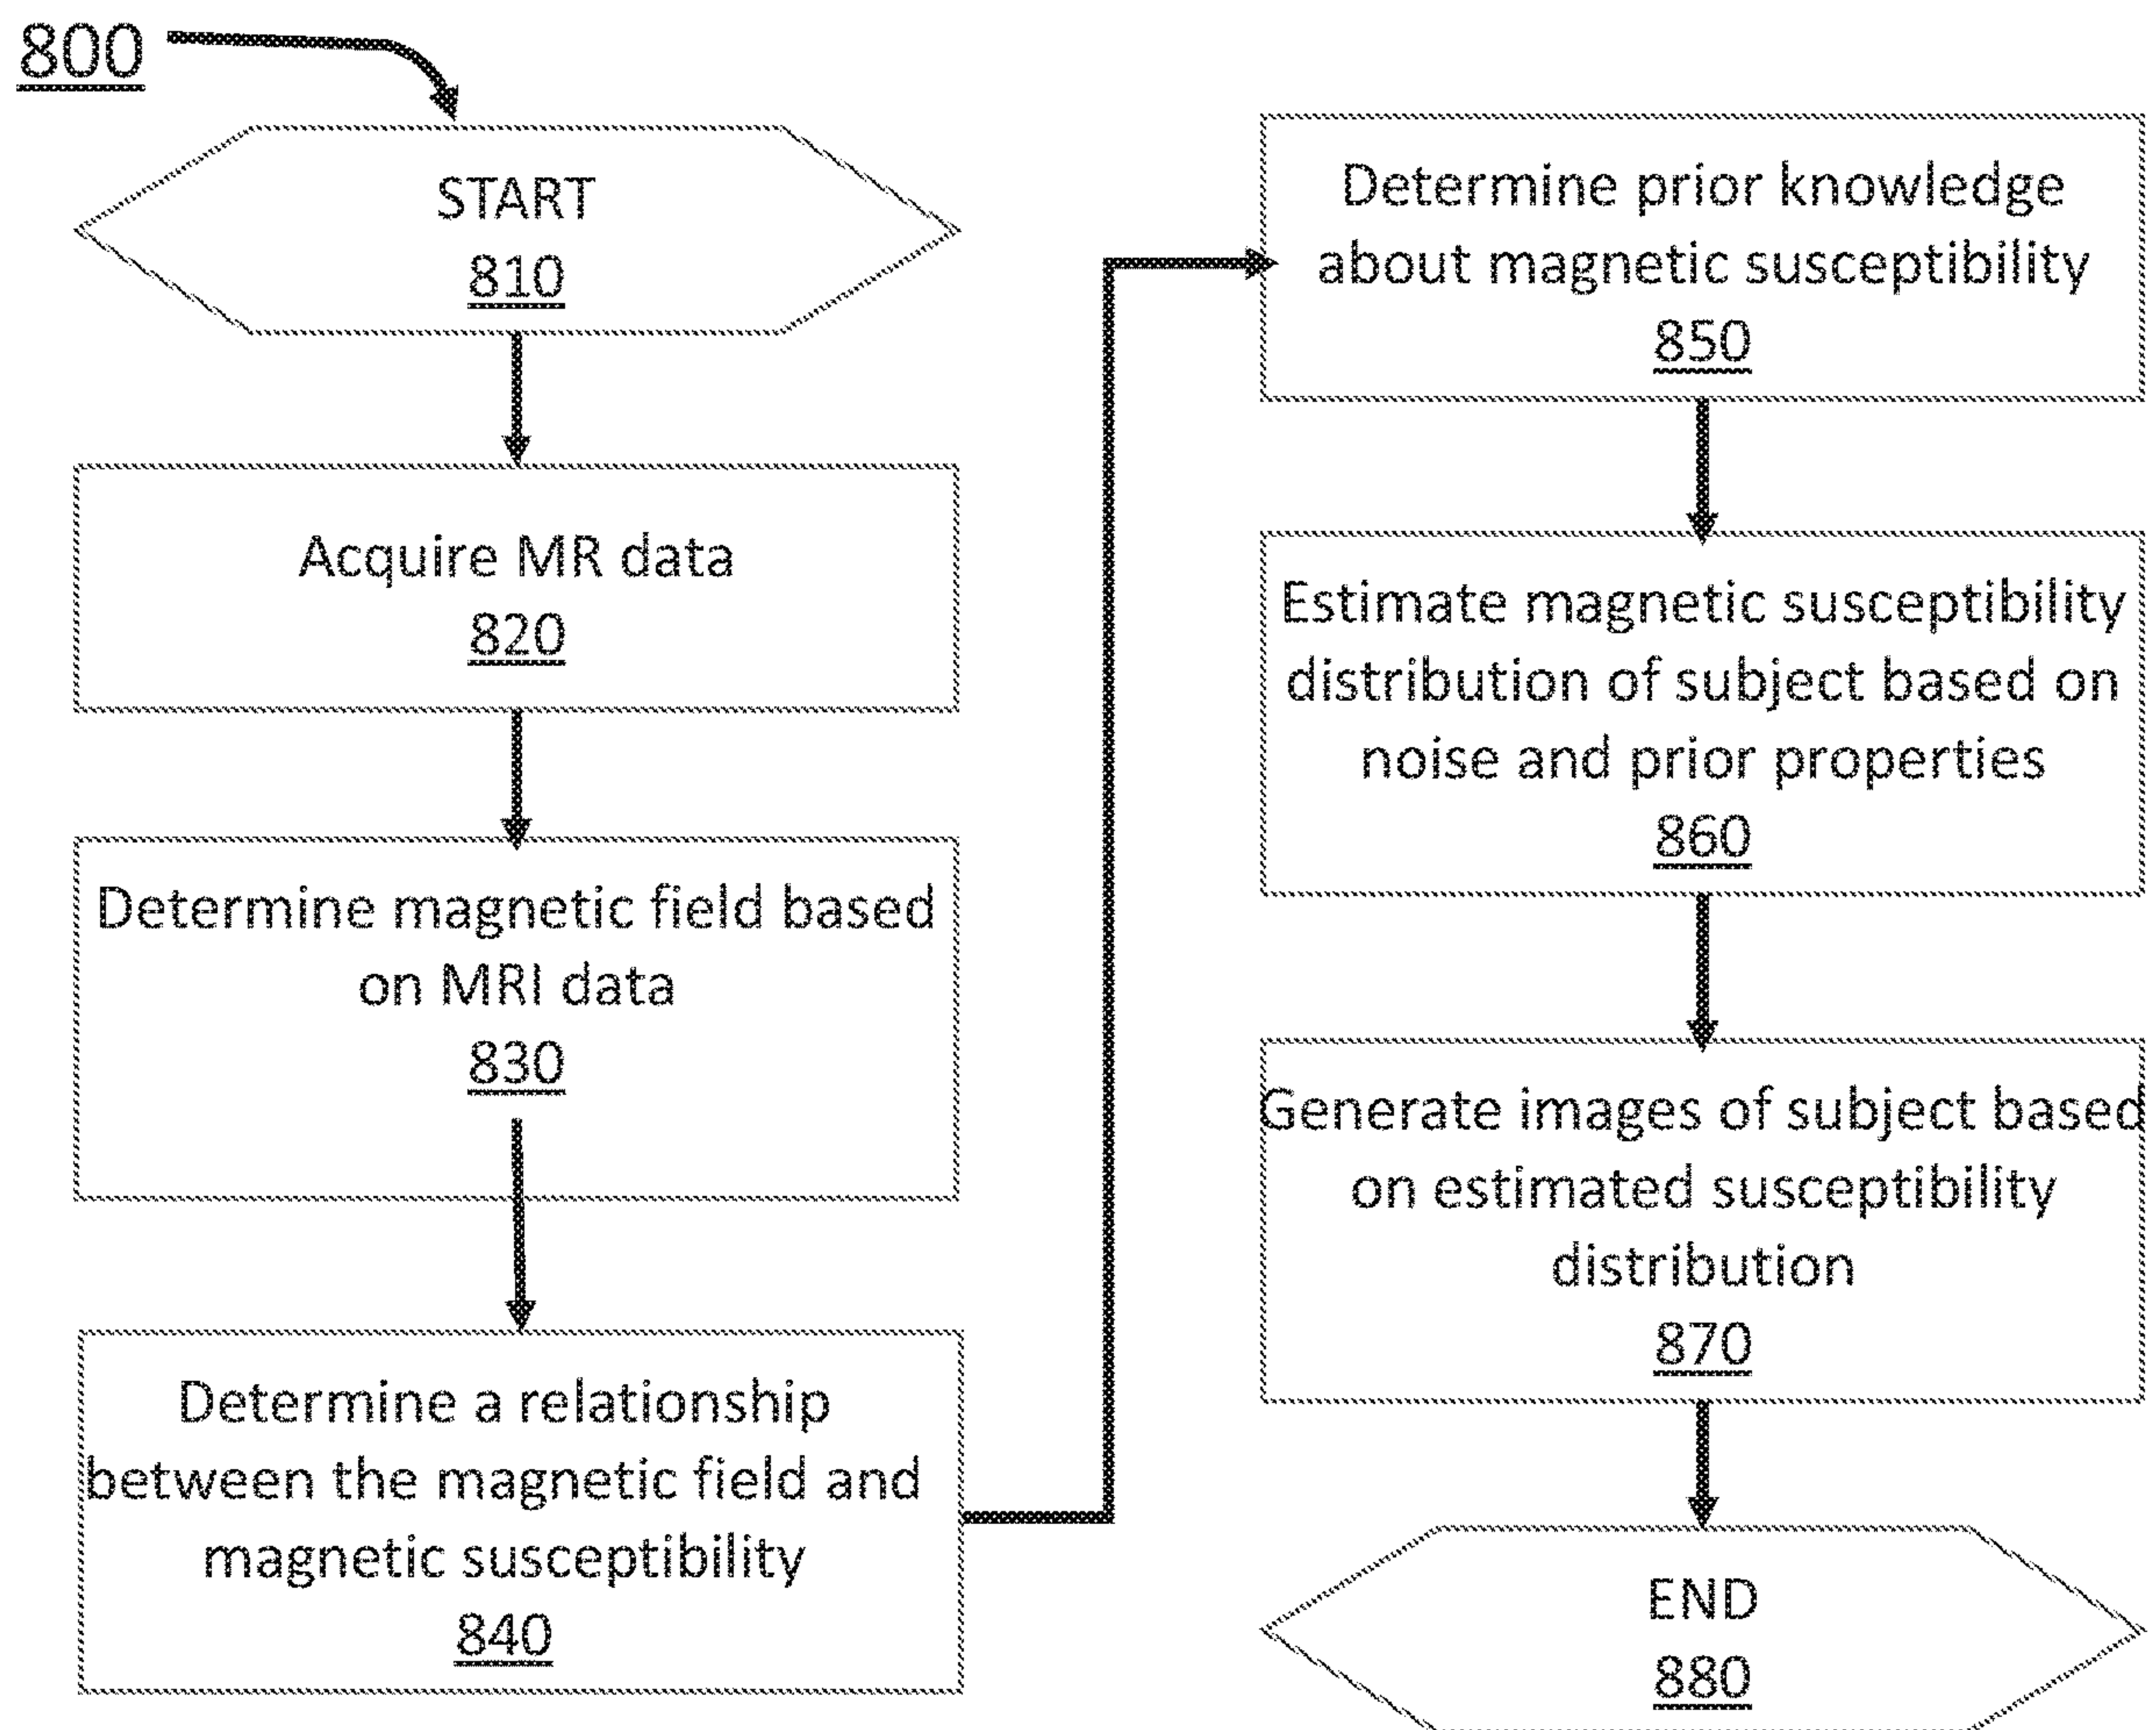 800
START
810
Acquire MR data
820
Determine magnetic field based
on MRI data
830
Determine a relationship
between the magnetic field and
magnetic susceptibility
840
Determine prior knowledge
about magnetic susceptibility
850
Estimate magnetic susceptibility
distribution of subject based on
noise and prior properties
860
Generate images of subject based
on estimated susceptibility
distribution
870
END
880